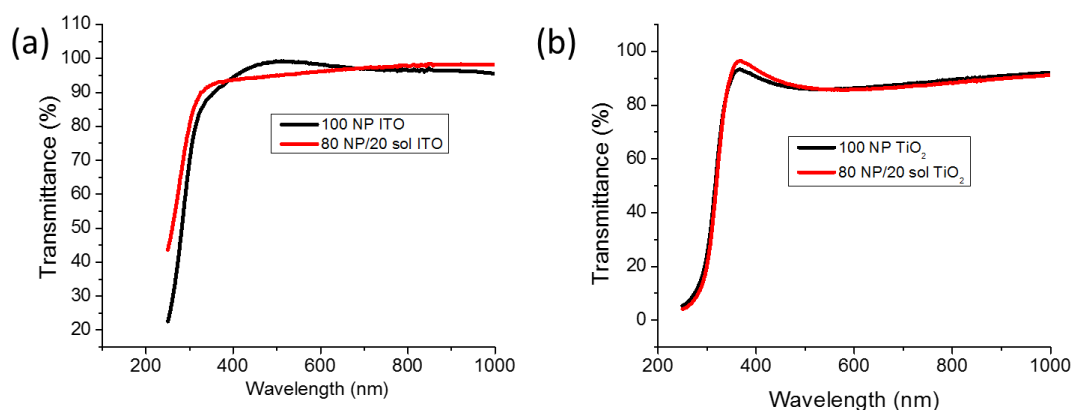 (a)
Transmittance (%)
110
100
90
80
70
60
50
40
30
20
100 NP ITO
80 NP/20 sol ITO
200
400
600
800
1000
Wavelength (nm)
(b)
Transmittance (%)
100
80
60
40
20
0
100 NP TiO₂
80 NP/20 sol TiO₂
200
400
600
800
1000
Wavelength (nm)